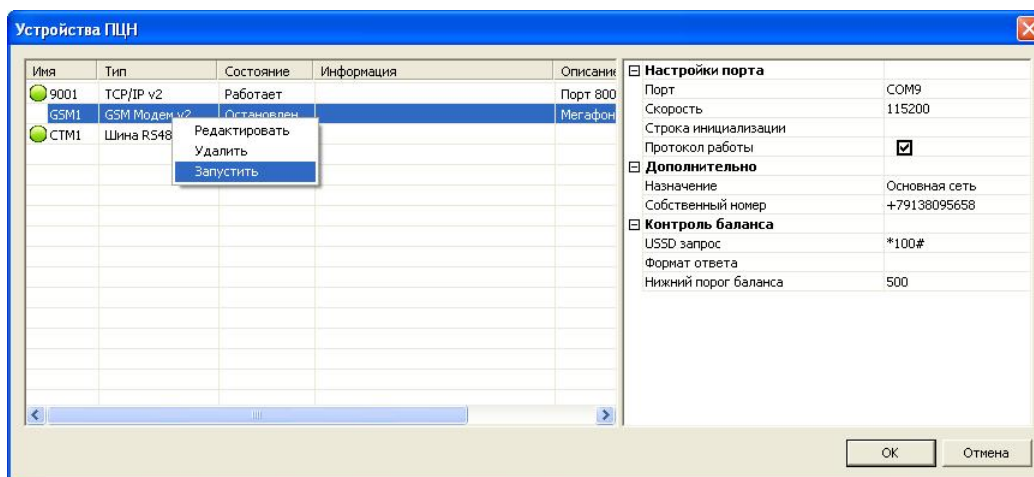 Устройства ПЦН
Имя Тип Состояние Информация Описание
9001 TCP/IP v2 Работает Порт 800
GSM1 GSM Модем v2 Остановлен Мегафон
CTM1 Шина RS48
Редактировать
Удалить
Запустить
Настройки порта
Порт COM9
Скорость 115200
Строка инициализации
Протокол работы
Дополнительно
Назначение Основная сеть
Собственный номер +79138095658
Контроль баланса
USSD запрос *100#
Формат ответа
Нижний порог баланса 500
OK Отмена